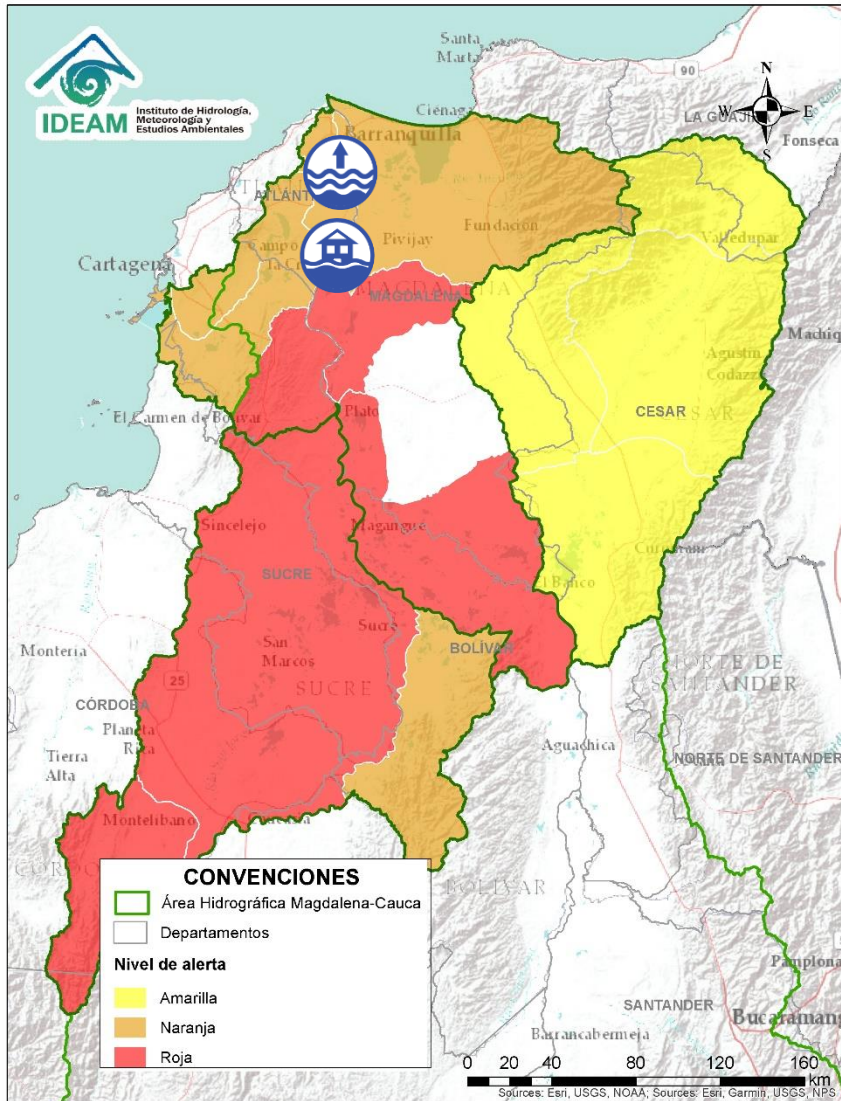 IDEAM
Instituto de Hidrología,
Meteorología y
Estudios Ambientales
Santa
Marta
90
N
W
E
S
LA GUAJI
Ciénaga
Barranquilla
Fonseca
ATLÁNTI
Valledupar
Campo
Pivijay
Fundación
Cartagena
MAGDALENA
Machiq
Agustín
Codazzi
El Carmen de Bolívar
Plato
CESAR
Sincelejo
Magangué
SUCRE
El Banco
Sucre
BOLÍVAR
Montería
San
Marcos
25
SUCRE
NORTE DE
SANTANDER
CÓRDOBA
Planeta
Rica
Aguachica
Tierra
Alta
NORTE DE SANTANDER
Montelíbano
BOLÍVAR
CONVENCIONES
Área Hidrográfica Magdalena-Cauca
Departamentos
Nivel de alerta
Amarilla
Naranja
Roja
Pamplona
SANTANDER
Bucaramang
Barrancabermeja
0 20 40 80 120 160
km
Sources: Esri, USGS, NOAA; Sources: Esri, Garmin, USGS, NPS